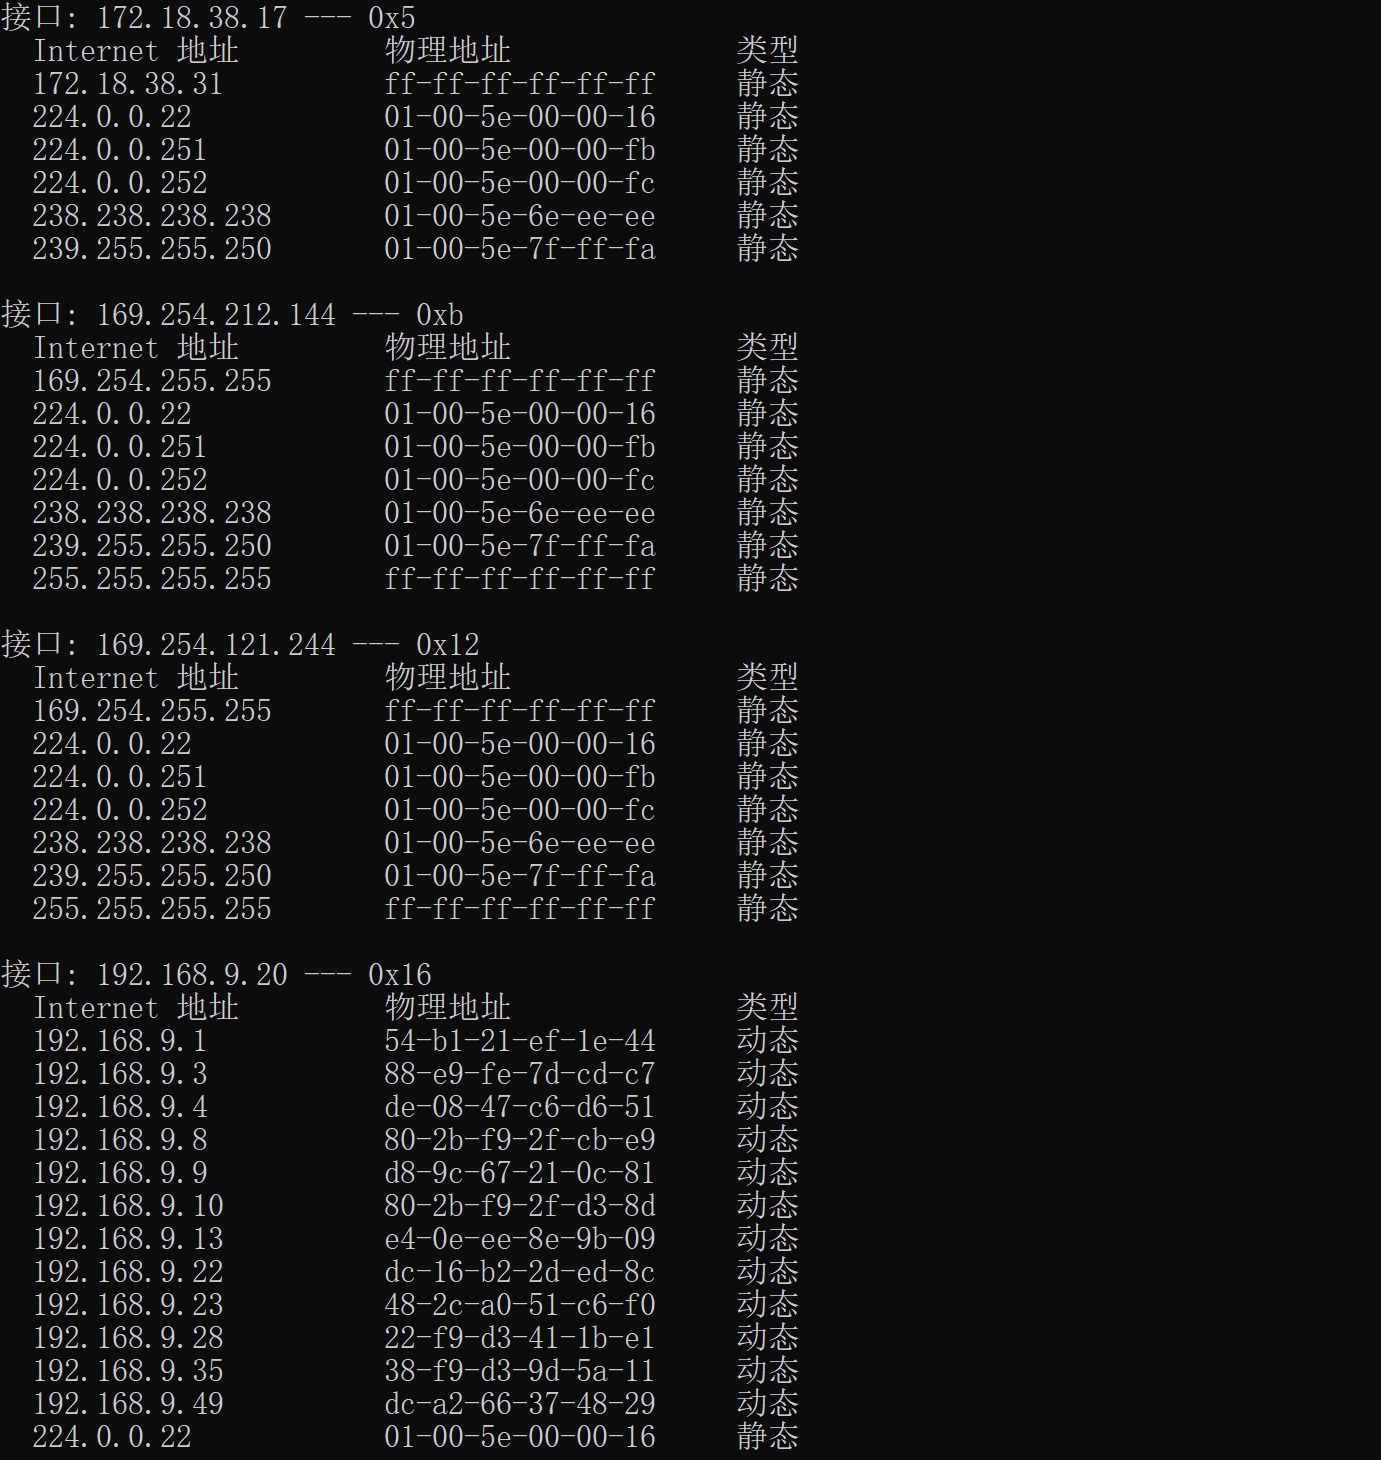 接口: 172.18.38.17 --- 0x5
Internet 地址 物理地址 类型
172.18.38.31 ff-ff-ff-ff-ff-ff 静态
224.0.0.22 01-00-5e-00-00-16 静态
224.0.0.251 01-00-5e-00-00-fb 静态
224.0.0.252 01-00-5e-00-00-fc 静态
238.238.238.238 01-00-5e-6e-ee-ee 静态
239.255.255.250 01-00-5e-7f-ff-fa 静态
接口: 169.254.212.144 --- 0xb
Internet 地址 物理地址 类型
169.254.255.255 ff-ff-ff-ff-ff-ff 静态
224.0.0.22 01-00-5e-00-00-16 静态
224.0.0.251 01-00-5e-00-00-fb 静态
224.0.0.252 01-00-5e-00-00-fc 静态
238.238.238.238 01-00-5e-6e-ee-ee 静态
239.255.255.250 01-00-5e-7f-ff-fa 静态
255.255.255.255 ff-ff-ff-ff-ff-ff 静态
接口: 169.254.121.244 --- 0x12
Internet 地址 物理地址 类型
169.254.255.255 ff-ff-ff-ff-ff-ff 静态
224.0.0.22 01-00-5e-00-00-16 静态
224.0.0.251 01-00-5e-00-00-fb 静态
224.0.0.252 01-00-5e-00-00-fc 静态
238.238.238.238 01-00-5e-6e-ee-ee 静态
239.255.255.250 01-00-5e-7f-ff-fa 静态
255.255.255.255 ff-ff-ff-ff-ff-ff 静态
接口: 192.168.9.20 --- 0x16
Internet 地址 物理地址 类型
192.168.9.1 54-b1-21-ef-1e-44 动态
192.168.9.3 88-e9-fe-7d-cd-c7 动态
192.168.9.4 de-08-47-c6-d6-51 动态
192.168.9.8 80-2b-f9-2f-cb-e9 动态
192.168.9.9 d8-9c-67-21-0c-81 动态
192.168.9.10 80-2b-f9-2f-d3-8d 动态
192.168.9.13 e4-0e-ee-8e-9b-09 动态
192.168.9.22 dc-16-b2-2d-ed-8c 动态
192.168.9.23 48-2c-a0-51-c6-f0 动态
192.168.9.28 22-f9-d3-41-1b-e1 动态
192.168.9.35 38-f9-d3-9d-5a-11 动态
192.168.9.49 dc-a2-66-37-48-29 动态
224.0.0.22 01-00-5e-00-00-16 静态